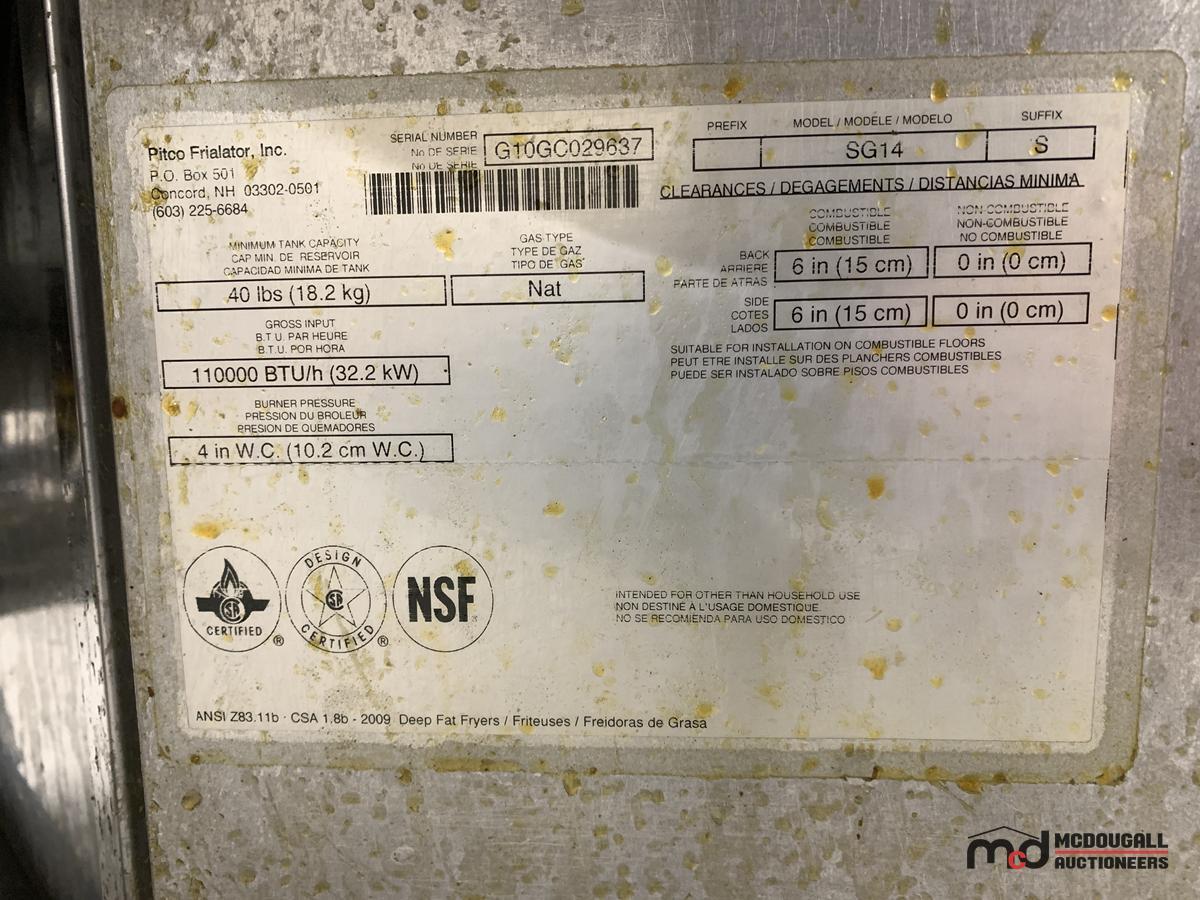 Pitco Frialator, Inc.
P.O. Box 501
Concord, NH 03302-0501
(603) 225-6684
SERIAL NUMBER
No DE SERIE
No DE SERIE
G10GC029637
PREFIX
MODEL / MODÈLE / MODELO
SUFFIX
SG14
S
CLEARANCES / DEGAGEMENTS / DISTANCIAS MINIMA
COMBUSTIBLE
COMBUSTIBLE
COMBUSTIBLE
NON-COMBUSTIBLE
NON-COMBUSTIBLE
NO COMBUSTIBLE
BACK
ARRIERE
PARTE DE ATRAS
6 in (15 cm)
0 in (0 cm)
SIDE
COTES
LADOS
6 in (15 cm)
0 in (0 cm)
SUITABLE FOR INSTALLATION ON COMBUSTIBLE FLOORS
PEUT ETRE INSTALLE SUR DES PLANCHERS COMBUSTIBLES
PUEDE SER INSTALADO SOBRE PISOS COMBUSTIBLES
MINIMUM TANK CAPACITY
CAP MIN. DE RESERVOIR
CAPACIDAD MINIMA DE TANK
40 lbs (18.2 kg)
GAS TYPE
TYPE DE GAZ
TIPO DE GAS
Nat
GROSS INPUT
B.T.U. PAR HEURE
B.T.U. POR HORA
110000 BTU/h (32.2 kW)
BURNER PRESSURE
PRESSION DU BROLEUR
PRESION DE QUEMADORES
4 in W.C. (10.2 cm W.C.)
SA
CERTIFIED
®
DESIGN
SA
CERTIFIED
®
NSF
INTENDED FOR OTHER THAN HOUSEHOLD USE
NON DESTINÉ À L'USAGE DOMESTIQUE.
NO SE RECOMIENDA PARA USO DOMESTICO
ANSI Z83.11b · CSA 1.8b - 2009 Deep Fat Fryers / Friteuses / Freidoras de Grasa
mcd MCDOUGALL
AUCTIONEERS